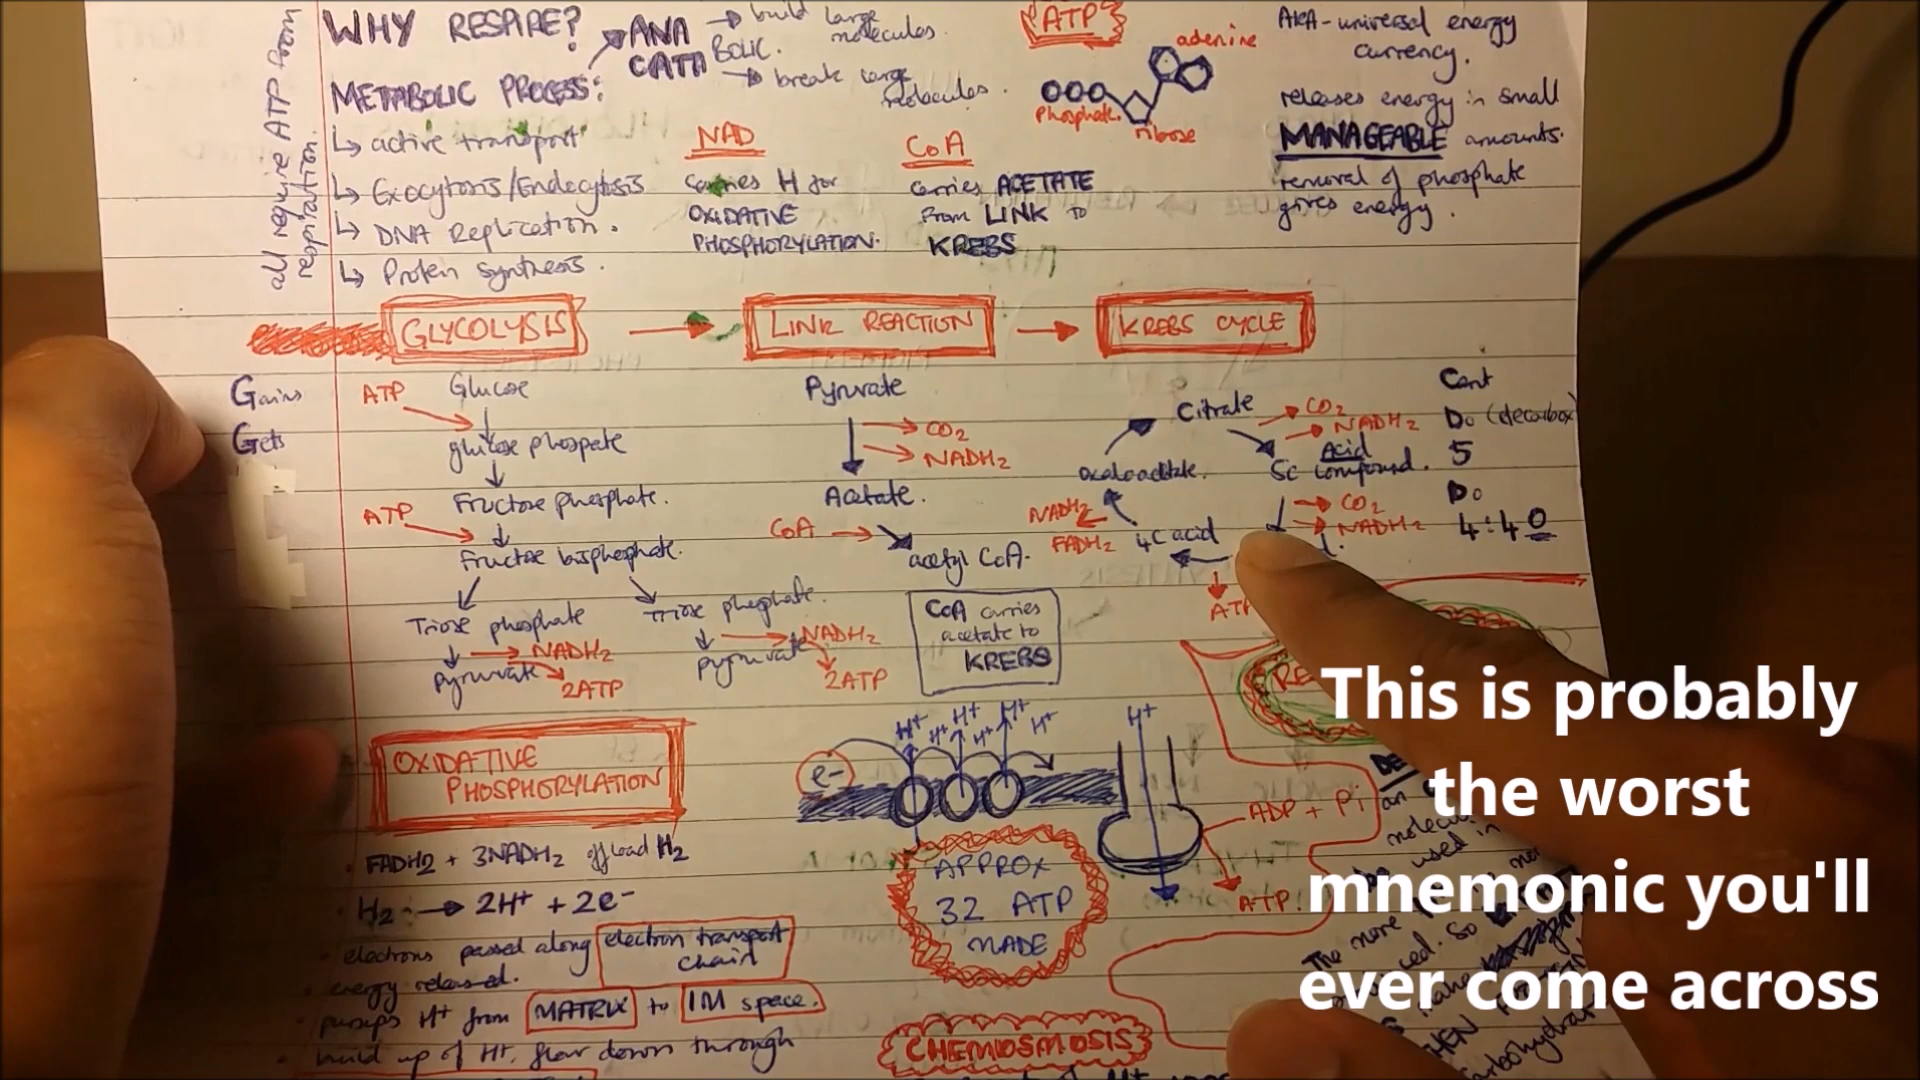 all require ATP from
respiration.
WHY RESPIRE?
METABOLIC PROCESS:
ANA
CATA
BOLIC.
build large
molecules.
break large
molecules.
↳ active transport
↳ Exocytosis/Endocytosis
↳ DNA Replication.
↳ Protein synthesis.
NAD
carries H for
OXIDATIVE
PHOSPHORYLATION.
CoA
carries ACETATE
from LINK to
KREBS
ATP
adenine
Phosphate.
ribose
AKA - universal energy
currency.
releases energy in small
MANAGEABLE amounts.
removal of phosphate
gives energy.
GLYCOLYSIS
LINK REACTION
KREBS CYCLE
Gains
Gets
ATP
Glucose
glucose phospate
ATP
Fructose phosphate.
Fructose bisphosphate.
Triose phosphate
Triose phosphate.
NADH2
pyruvate
2ATP
NADH2
pyruvate
2ATP
Pyruvate
CO2
NADH2
Acetate.
CoA
acetyl CoA.
CoA carries
acetate to
KREBS
Citrate
CO2
NADH2
Acid
5c compound.
CO2
NADH2
ATP
4C acid
NADH2
FADH2
Cant
Do (decarbox
5
Do
4:40
OXIDATIVE
PHOSPHORYLATION
FADH2 + 3NADH2 offload H2
H2 → 2H+ + 2e-
electrons passed along electron transport
chain
energy released.
pumps H+ from MATRIX to IM space.
build up of H+, flow down through
e-
H+ H+ H+
H+ H+ H+
H+
ADP + Pi
ATP
APPROX
32 ATP
MADE
CHEMIOSMOSIS
The more
used in
This is probably
the worst
mnemonic you'll
ever come across